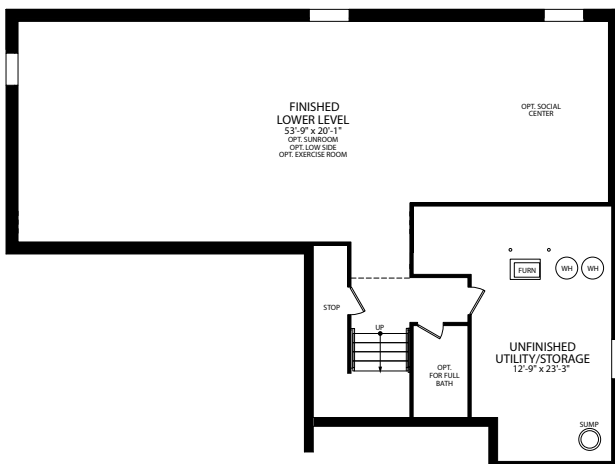 FINISHED
LOWER LEVEL
53'-9" x 20'-1"
OPT. SUNROOM
OPT. LOW SIDE
OPT. EXERCISE ROOM
OPT. SOCIAL
CENTER
FURN
WH
WH
STOP
UP
OPT.
FOR FULL
BATH
UNFINISHED
UTILITY/STORAGE
12'-9" x 23'-3"
SUMP